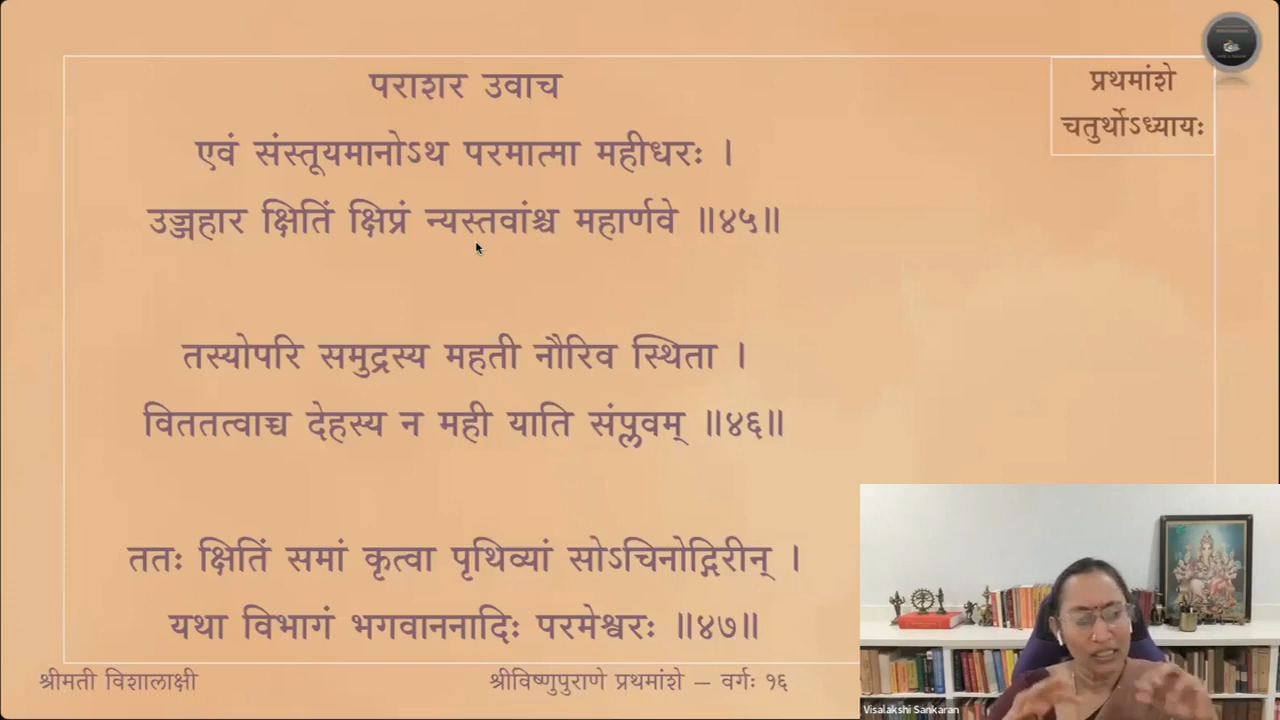 पराशर उवाच
प्रथमांशे
चतुर्थोऽध्यायः
एवं संस्तूयमानोऽथ परमात्मा महीधरः ।
उज्जहार क्षितिं क्षिप्रं न्यस्तवांश्च महार्णवे ॥४५॥
तस्योपरि समुद्रस्य महती नौरिव स्थिता ।
विततत्वाच्च देहस्य न मही याति संप्लवम् ॥४६॥
ततः क्षितिं समां कृत्वा पृथिव्यां सोऽचिनोद्गिरीन् ।
यथा विभागं भगवाननादिः परमेश्वरः ॥४७॥
श्रीमती विशालाक्षी
श्रीविष्णुपुराणे प्रथमांशे – वर्गः १६
Visalakshi Sankaran